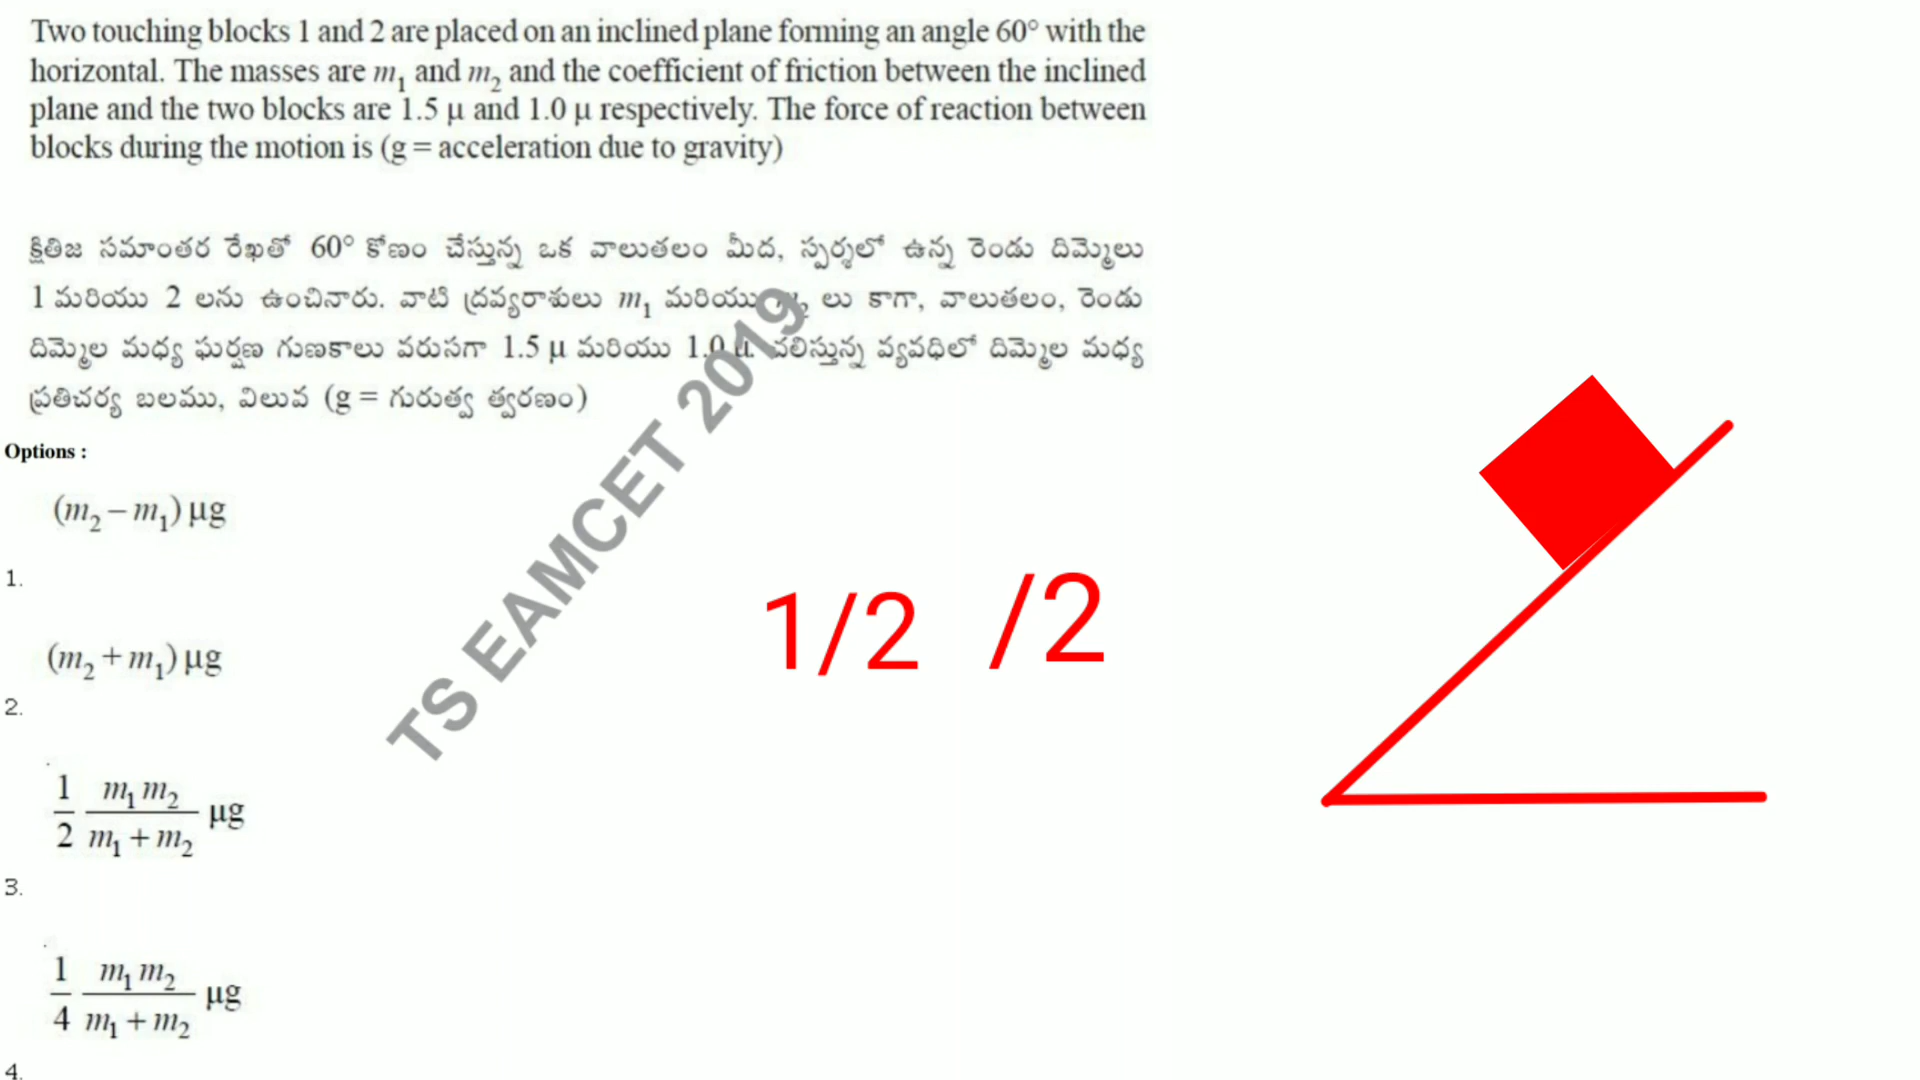 Two touching blocks 1 and 2 are placed on an inclined plane forming an angle 60° with the
horizontal. The masses are m₁ and m₂ and the coefficient of friction between the inclined
plane and the two blocks are 1.5 μ and 1.0 μ respectively. The force of reaction between
blocks during the motion is (g = acceleration due to gravity)
క్షితిజ సమాంతర రేఖతో 60° కోణం చేస్తున్న ఒక వాలుతలం మీద, స్పర్శలో ఉన్న రెండు దిమ్మెలు
1 మరియు 2 లను ఉంచినారు. వాటి ద్రవ్యరాశులు m₁ మరియు m₂ లు కాగా, వాలుతలం, రెండు
దిమ్మెల మధ్య ఘర్షణ గుణకాలు వరుసగా 1.5 μ మరియు 1.0 μ. చలిస్తున్న వ్యవధిలో దిమ్మెల మధ్య
ప్రతిచర్య బలము, విలువ (g = గురుత్వ త్వరణం)
TS EAMCET 2019
Options :
(m₂ – m₁) μg
1.
(m₂ + m₁) μg
2.
1/2 m₁ m₂/(m₁ + m₂) μg
3.
1/4 m₁ m₂/(m₁ + m₂) μg
4.
1/2 /2